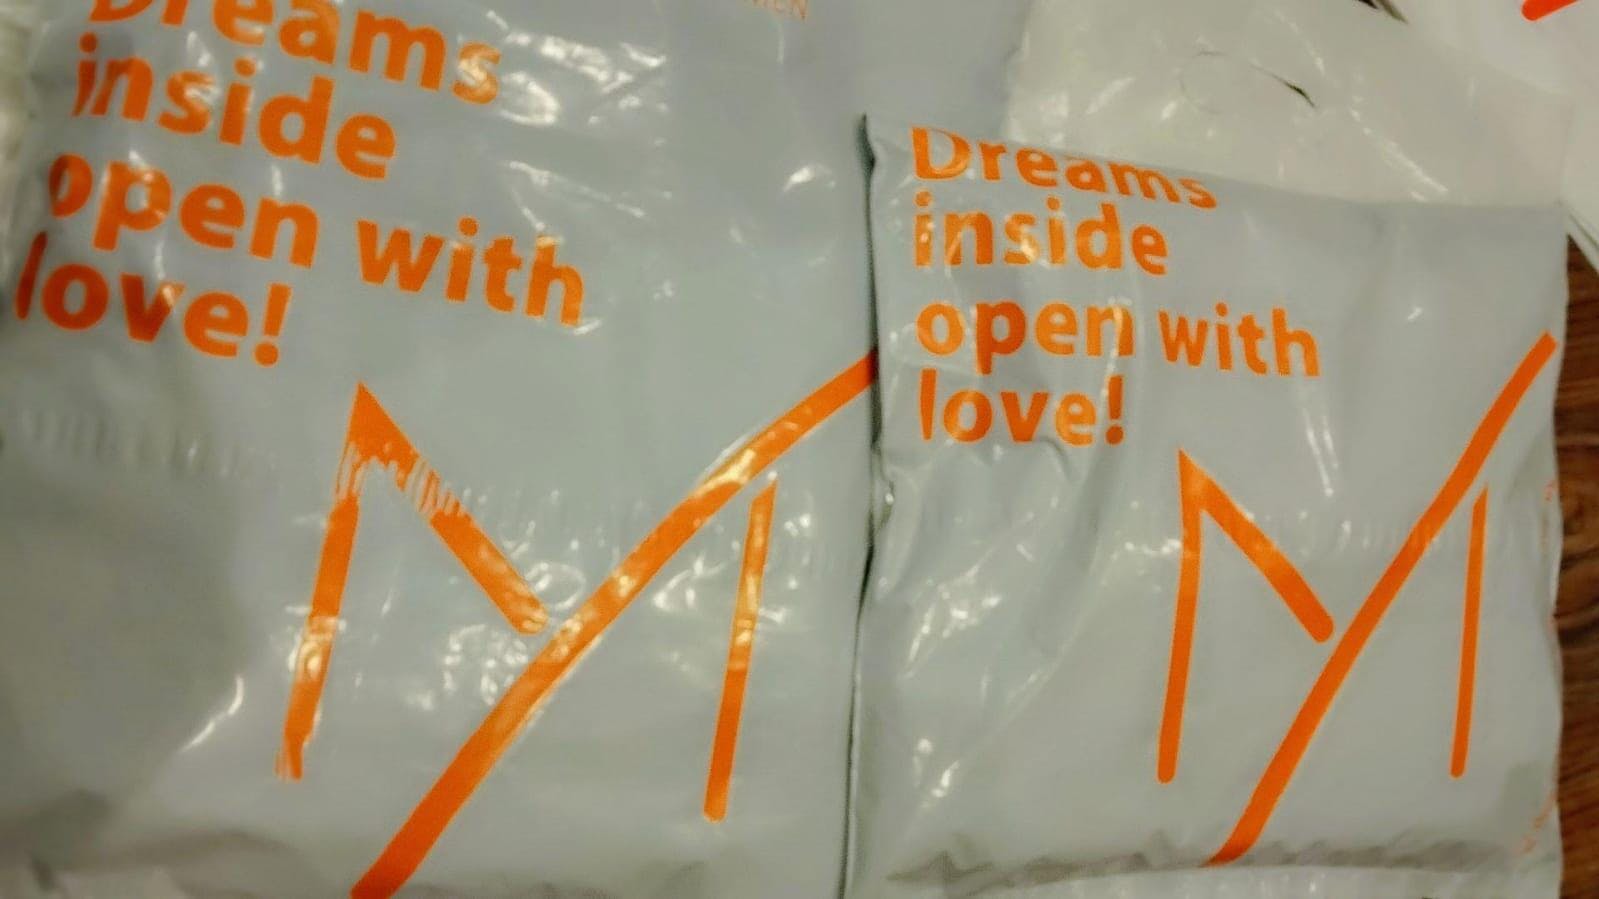 Dreams
inside
open with
love!
Dreams
inside
open with
love!